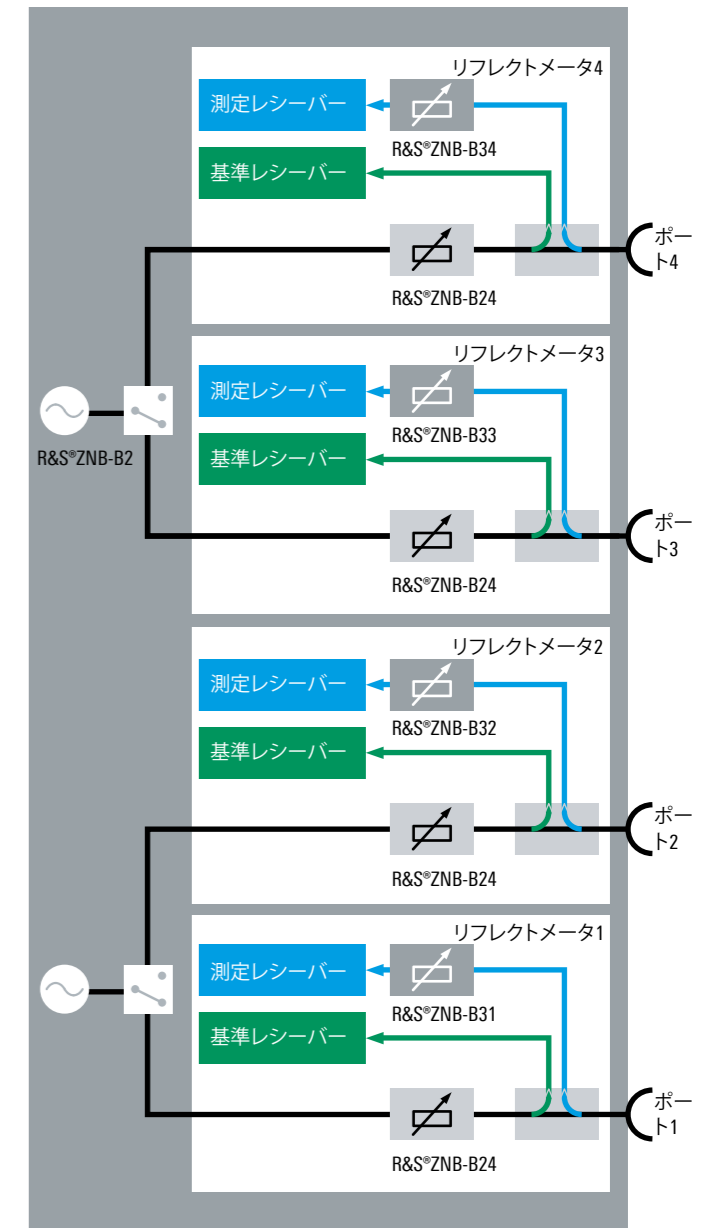 リフレクトメータ4
測定レシーバー
R&S®ZNB-B34
基準レシーバー
ポー
ト4
R&S®ZNB-B24
リフレクトメータ3
測定レシーバー
R&S®ZNB-B33
R&S®ZNB-B2
基準レシーバー
ポー
ト3
R&S®ZNB-B24
リフレクトメータ2
測定レシーバー
R&S®ZNB-B32
基準レシーバー
ポー
ト2
R&S®ZNB-B24
リフレクトメータ1
測定レシーバー
R&S®ZNB-B31
基準レシーバー
ポー
ト1
R&S®ZNB-B24